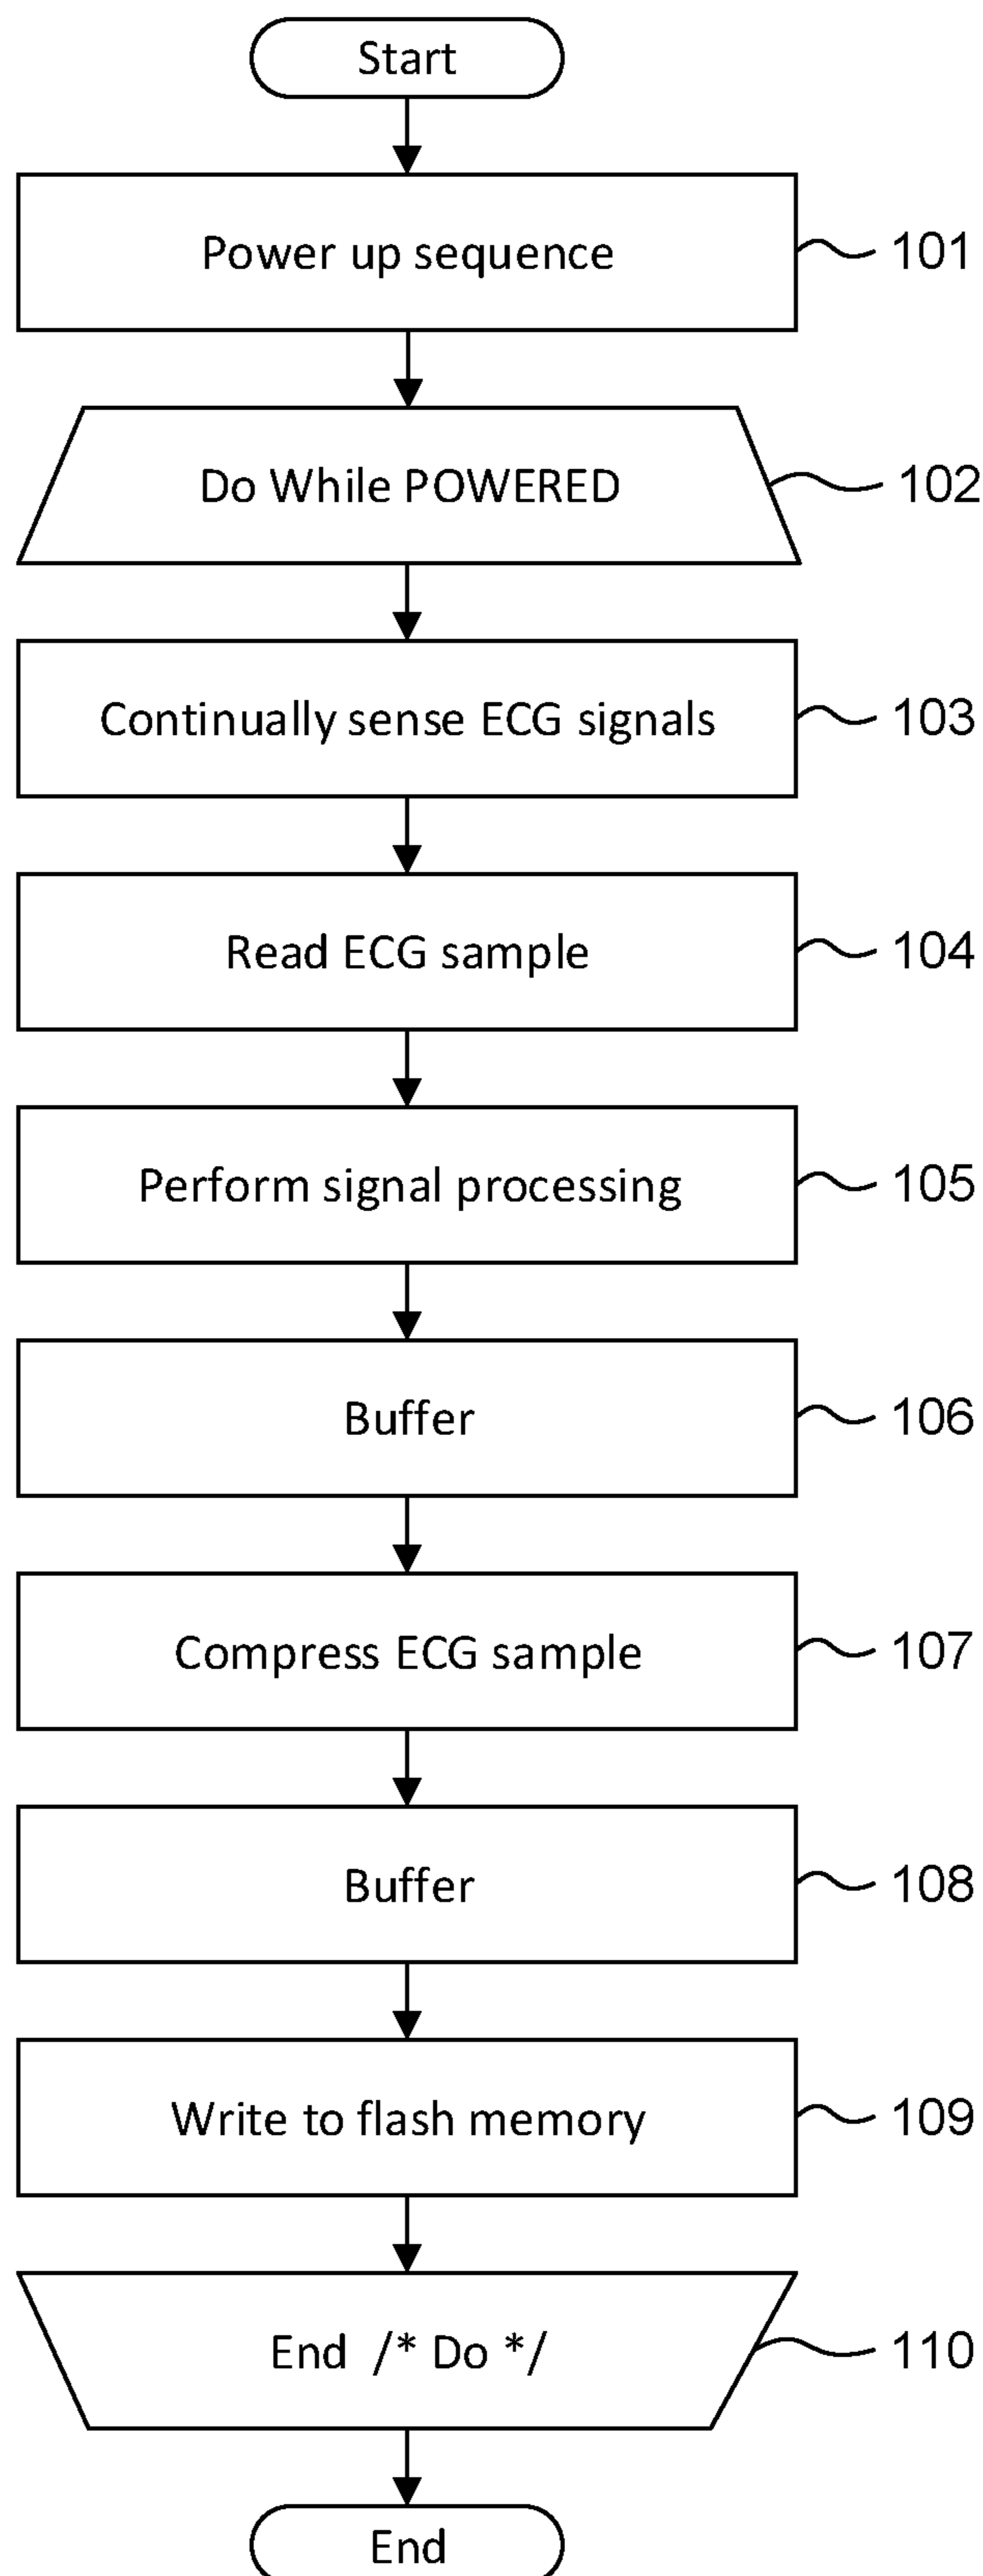 Start
Power up sequence 101
Do While POWERED 102
Continually sense ECG signals 103
Read ECG sample 104
Perform signal processing 105
Buffer 106
Compress ECG sample 107
Buffer 108
Write to flash memory 109
End /* Do */ 110
End